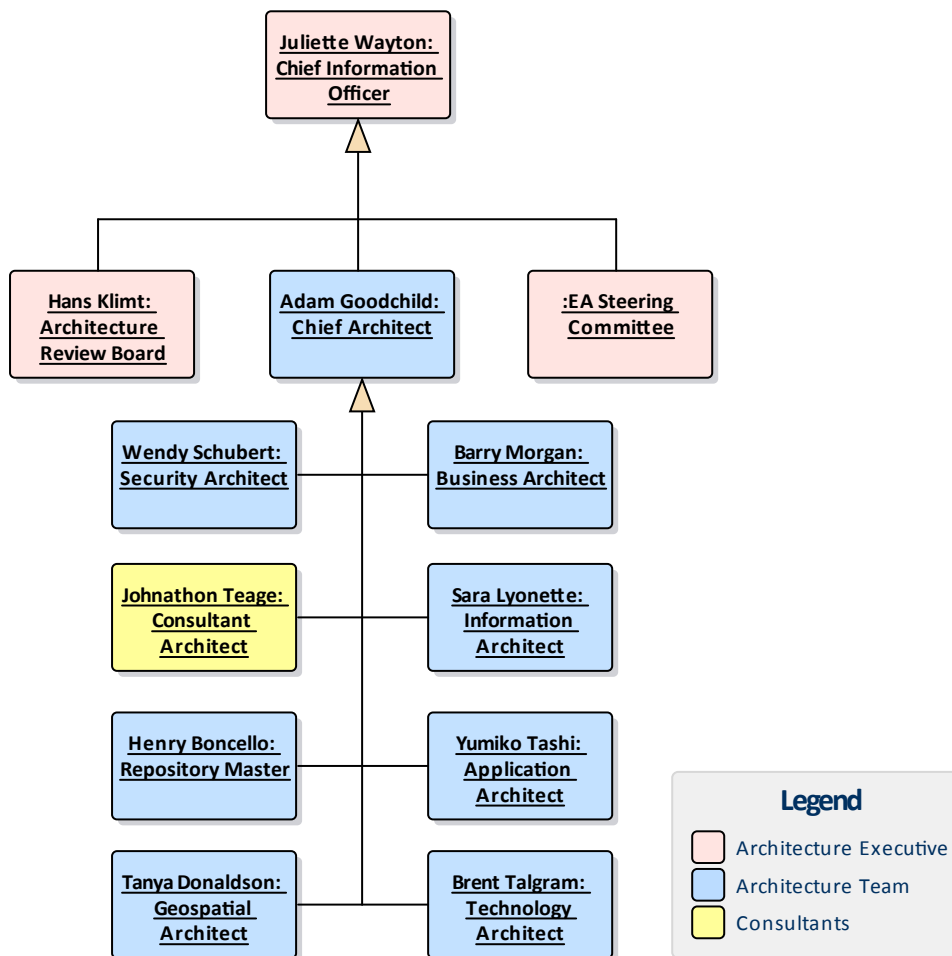 Juliette Wayton:
Chief Information
Officer
Hans Klimt:
Architecture
Review Board
Adam Goodchild:
Chief Architect
:EA Steering
Committee
Wendy Schubert:
Security Architect
Barry Morgan:
Business Architect
Johnathon Teage:
Consultant
Architect
Sara Lyonette:
Information
Architect
Henry Boncello:
Repository Master
Yumiko Tashi:
Application
Architect
Tanya Donaldson:
Geospatial
Architect
Brent Talgram:
Technology
Architect
Legend
Architecture Executive
Architecture Team
Consultants